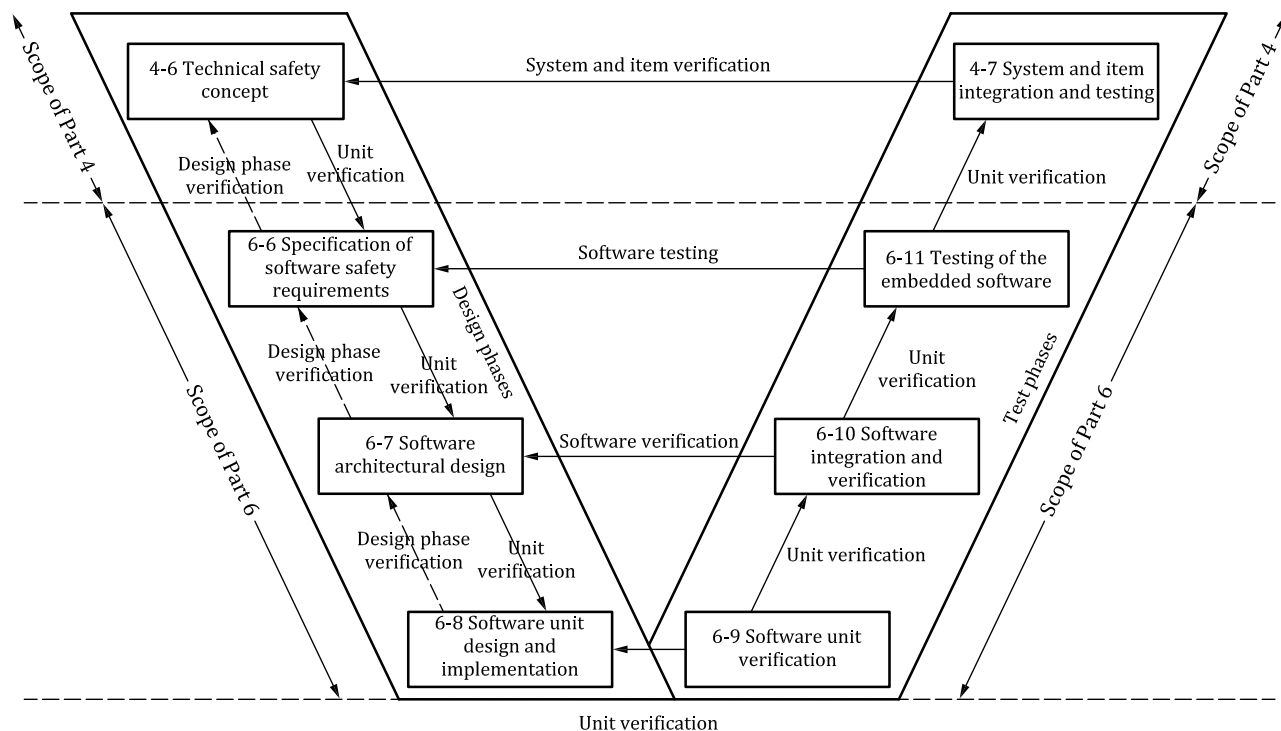 Scope of Part 4
4-6 Technical safety
concept
System and item verification
4-7 System and item
integration and testing
Scope of Part 4
Design phase
verification
Unit
verification
Unit verification
6-6 Specification of
software safety
requirements
Software testing
6-11 Testing of the
embedded software
Design phases
Design phase
verification
Unit
verification
Unit
verification
Test phases
Scope of Part 6
Scope of Part 6
6-7 Software
architectural design
Software verification
6-10 Software
integration and
verification
Design phase
verification
Unit
verification
Unit verification
6-8 Software unit
design and
implementation
6-9 Software unit
verification
Unit verification